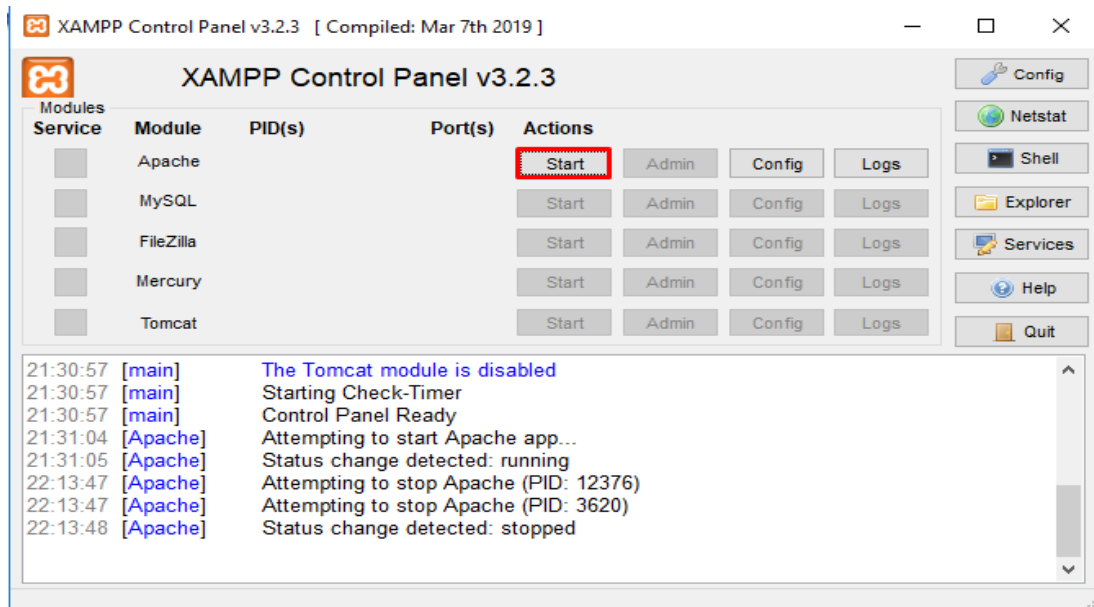 XAMPP Control Panel v3.2.3 [ Compiled: Mar 7th 2019 ]
XAMPP Control Panel v3.2.3
Config
Modules
Service Module PID(s) Port(s) Actions
Netstat
Apache Start Admin Config Logs
Shell
MySQL Start Admin Config Logs
Explorer
FileZilla Start Admin Config Logs
Services
Mercury Start Admin Config Logs
Help
Tomcat Start Admin Config Logs
Quit
21:30:57 [main] The Tomcat module is disabled
21:30:57 [main] Starting Check-Timer
21:30:57 [main] Control Panel Ready
21:31:04 [Apache] Attempting to start Apache app...
21:31:05 [Apache] Status change detected: running
22:13:47 [Apache] Attempting to stop Apache (PID: 12376)
22:13:47 [Apache] Attempting to stop Apache (PID: 3620)
22:13:48 [Apache] Status change detected: stopped